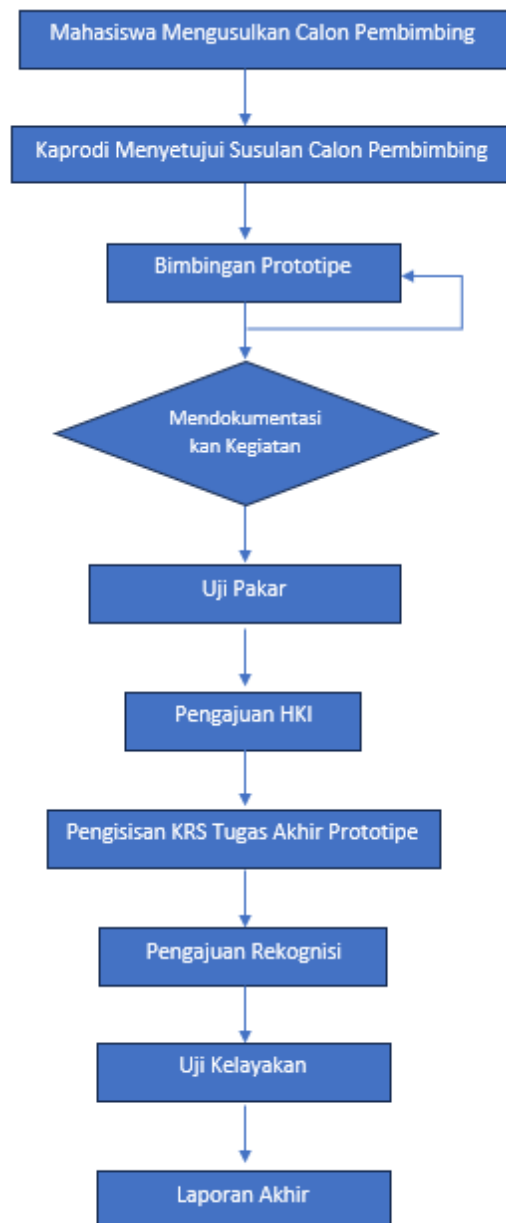 Mahasiswa Mengusulkan Calon Pembimbing
Kaprodi Menyetujui Susulan Calon Pembimbing
Bimbingan Prototipe
Mendokumentasi
kan Kegiatan
Uji Pakar
Pengajuan HKI
Pengisisan KRS Tugas Akhir Prototipe
Pengajuan Rekognisi
Uji Kelayakan
Laporan Akhir